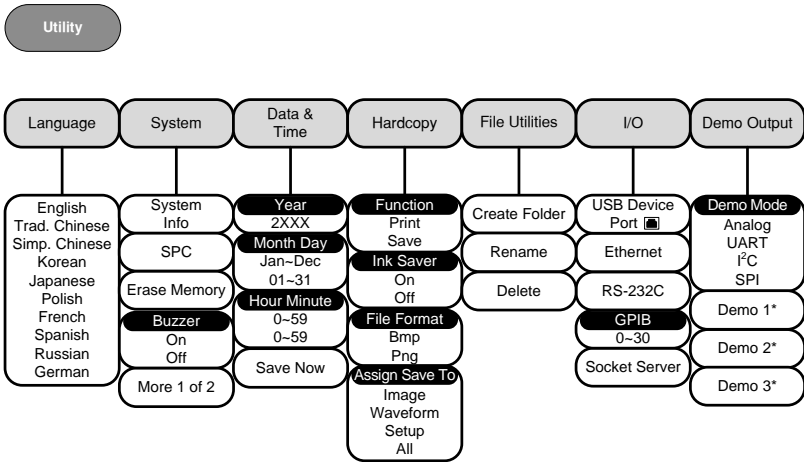 Utility
Language
System
Data &
Time
Hardcopy
File Utilities
I/O
Demo Output
English
Trad. Chinese
Simp. Chinese
Korean
Japanese
Polish
French
Spanish
Russian
German
System
Info
SPC
Erase Memory
Buzzer
On
Off
More 1 of 2
Year
2XXX
Month Day
Jan~Dec
01~31
Hour Minute
0~59
0~59
Save Now
Function
Print
Save
Ink Saver
On
Off
File Format
Bmp
Png
Assign Save To
Image
Waveform
Setup
All
Create Folder
Rename
Delete
USB Device
Port
Ethernet
RS-232C
GPIB
0~30
Socket Server
Demo Mode
Analog
UART
I²C
SPI
Demo 1*
Demo 2*
Demo 3*